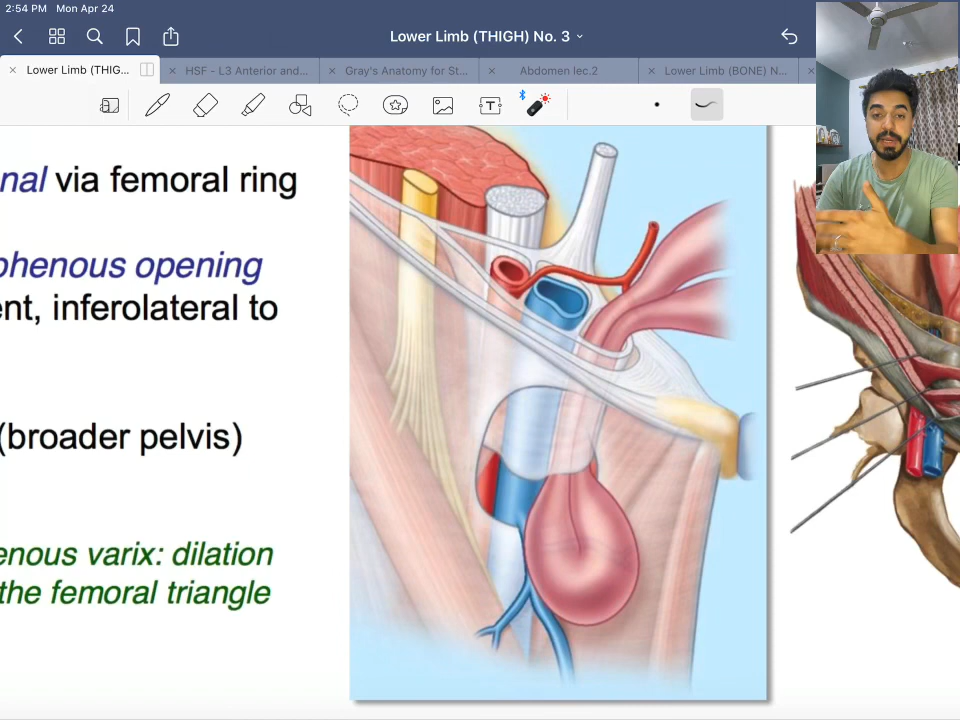 2:54 PM Mon Apr 24
Lower Limb (THIGH) No. 3
Lower Limb (THIG...
HSF - L3 Anterior and...
Gray's Anatomy for St...
Abdomen lec.2
Lower Limb (BONE) N...
T
nal via femoral ring
phenous opening
ent, inferolateral to
(broader pelvis)
enous varix: dilation
the femoral triangle